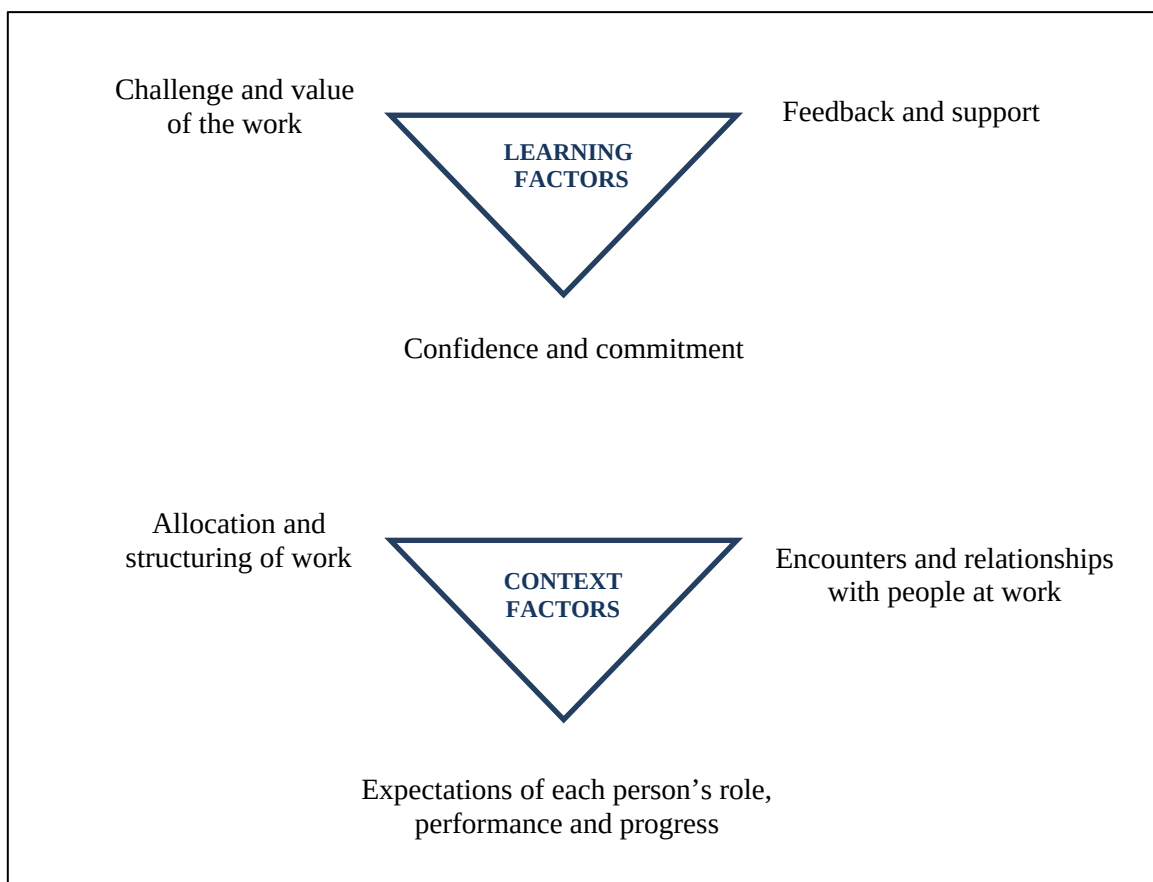 Challenge and value
of the work
Feedback and support
LEARNING
FACTORS
Confidence and commitment
Allocation and
structuring of work
Encounters and relationships
with people at work
CONTEXT
FACTORS
Expectations of each person’s role,
performance and progress